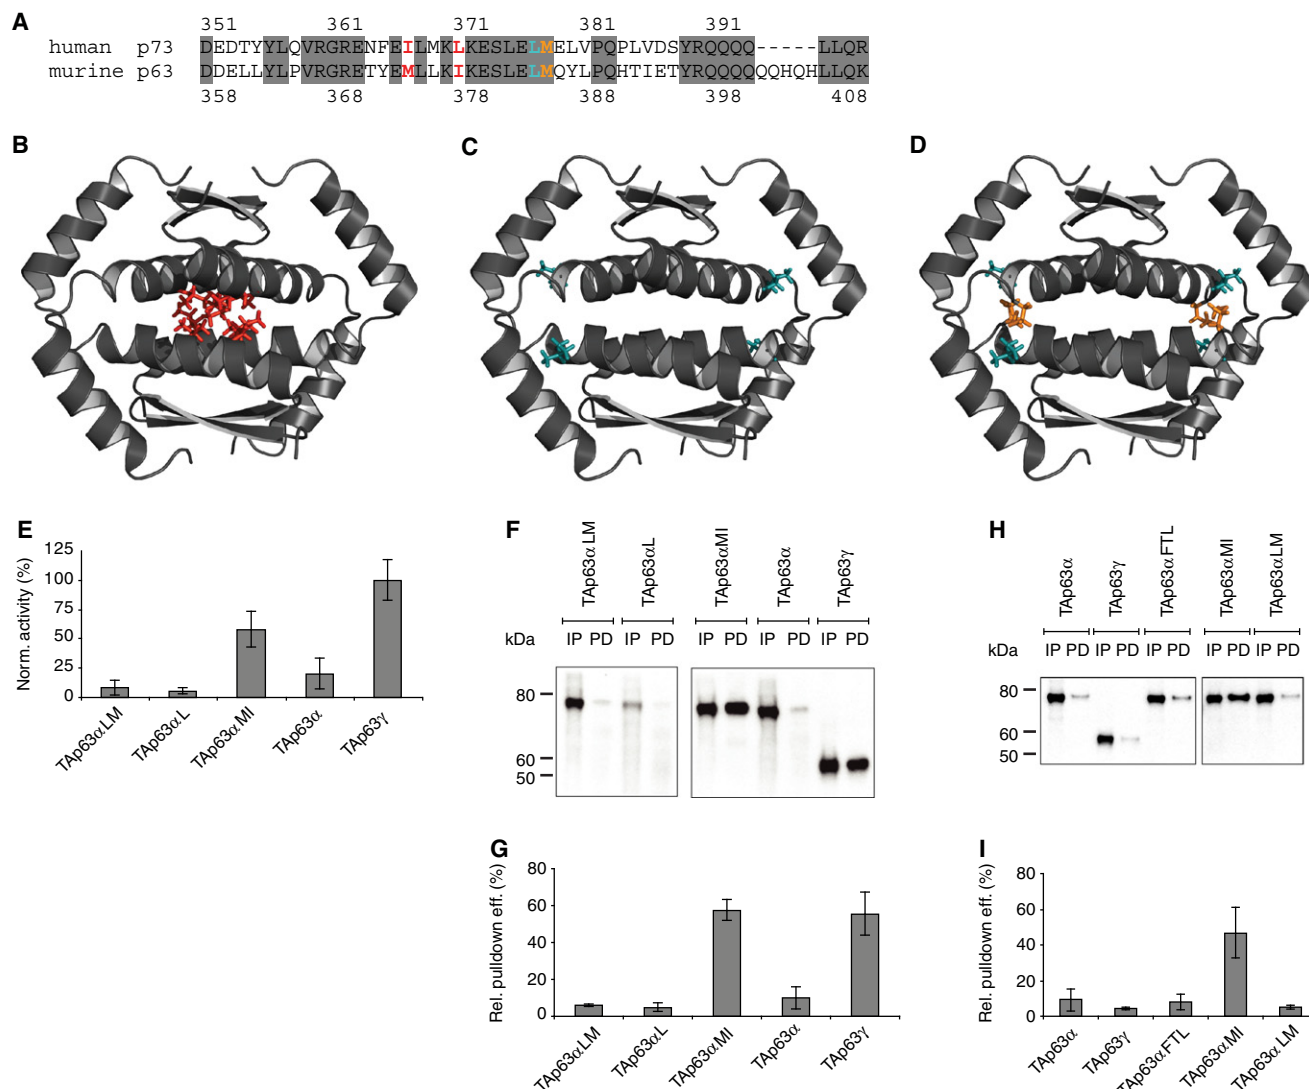 A
351 361 371 381 391
human p73 DEDTYYLQVRGRENFEILMKLKESLELMELVPQPLVDSYRQQQQ-----LLQR
murine p63 DDELLYLPVRGRETYEMLLKIKESLELMQYLPQHTIETYRQQQQQQHQHLLQK
358 368 378 388 398 408
B C D
E
Norm. activity (%)
125
100
75
50
25
0
TAp63αLM TAp63αL TAp63αMI TAp63α TAp63γ
F
TAp63αLM TAp63αL TAp63αMI TAp63α TAp63γ
kDa IP PD IP PD IP PD IP PD IP PD
80
60
50
H
TAp63α TAp63γ TAp63αFTL TAp63αMI TAp63αLM
kDa IP PD IP PD IP PD IP PD IP PD
80
60
50
G
Rel. pulldown eff. (%)
80
60
40
20
0
TAp63αLM TAp63αL TAp63αMI TAp63α TAp63γ
I
Rel. pulldown eff. (%)
80
60
40
20
0
TAp63α TAp63γ TAp63αFTL TAp63αMI TAp63αLM